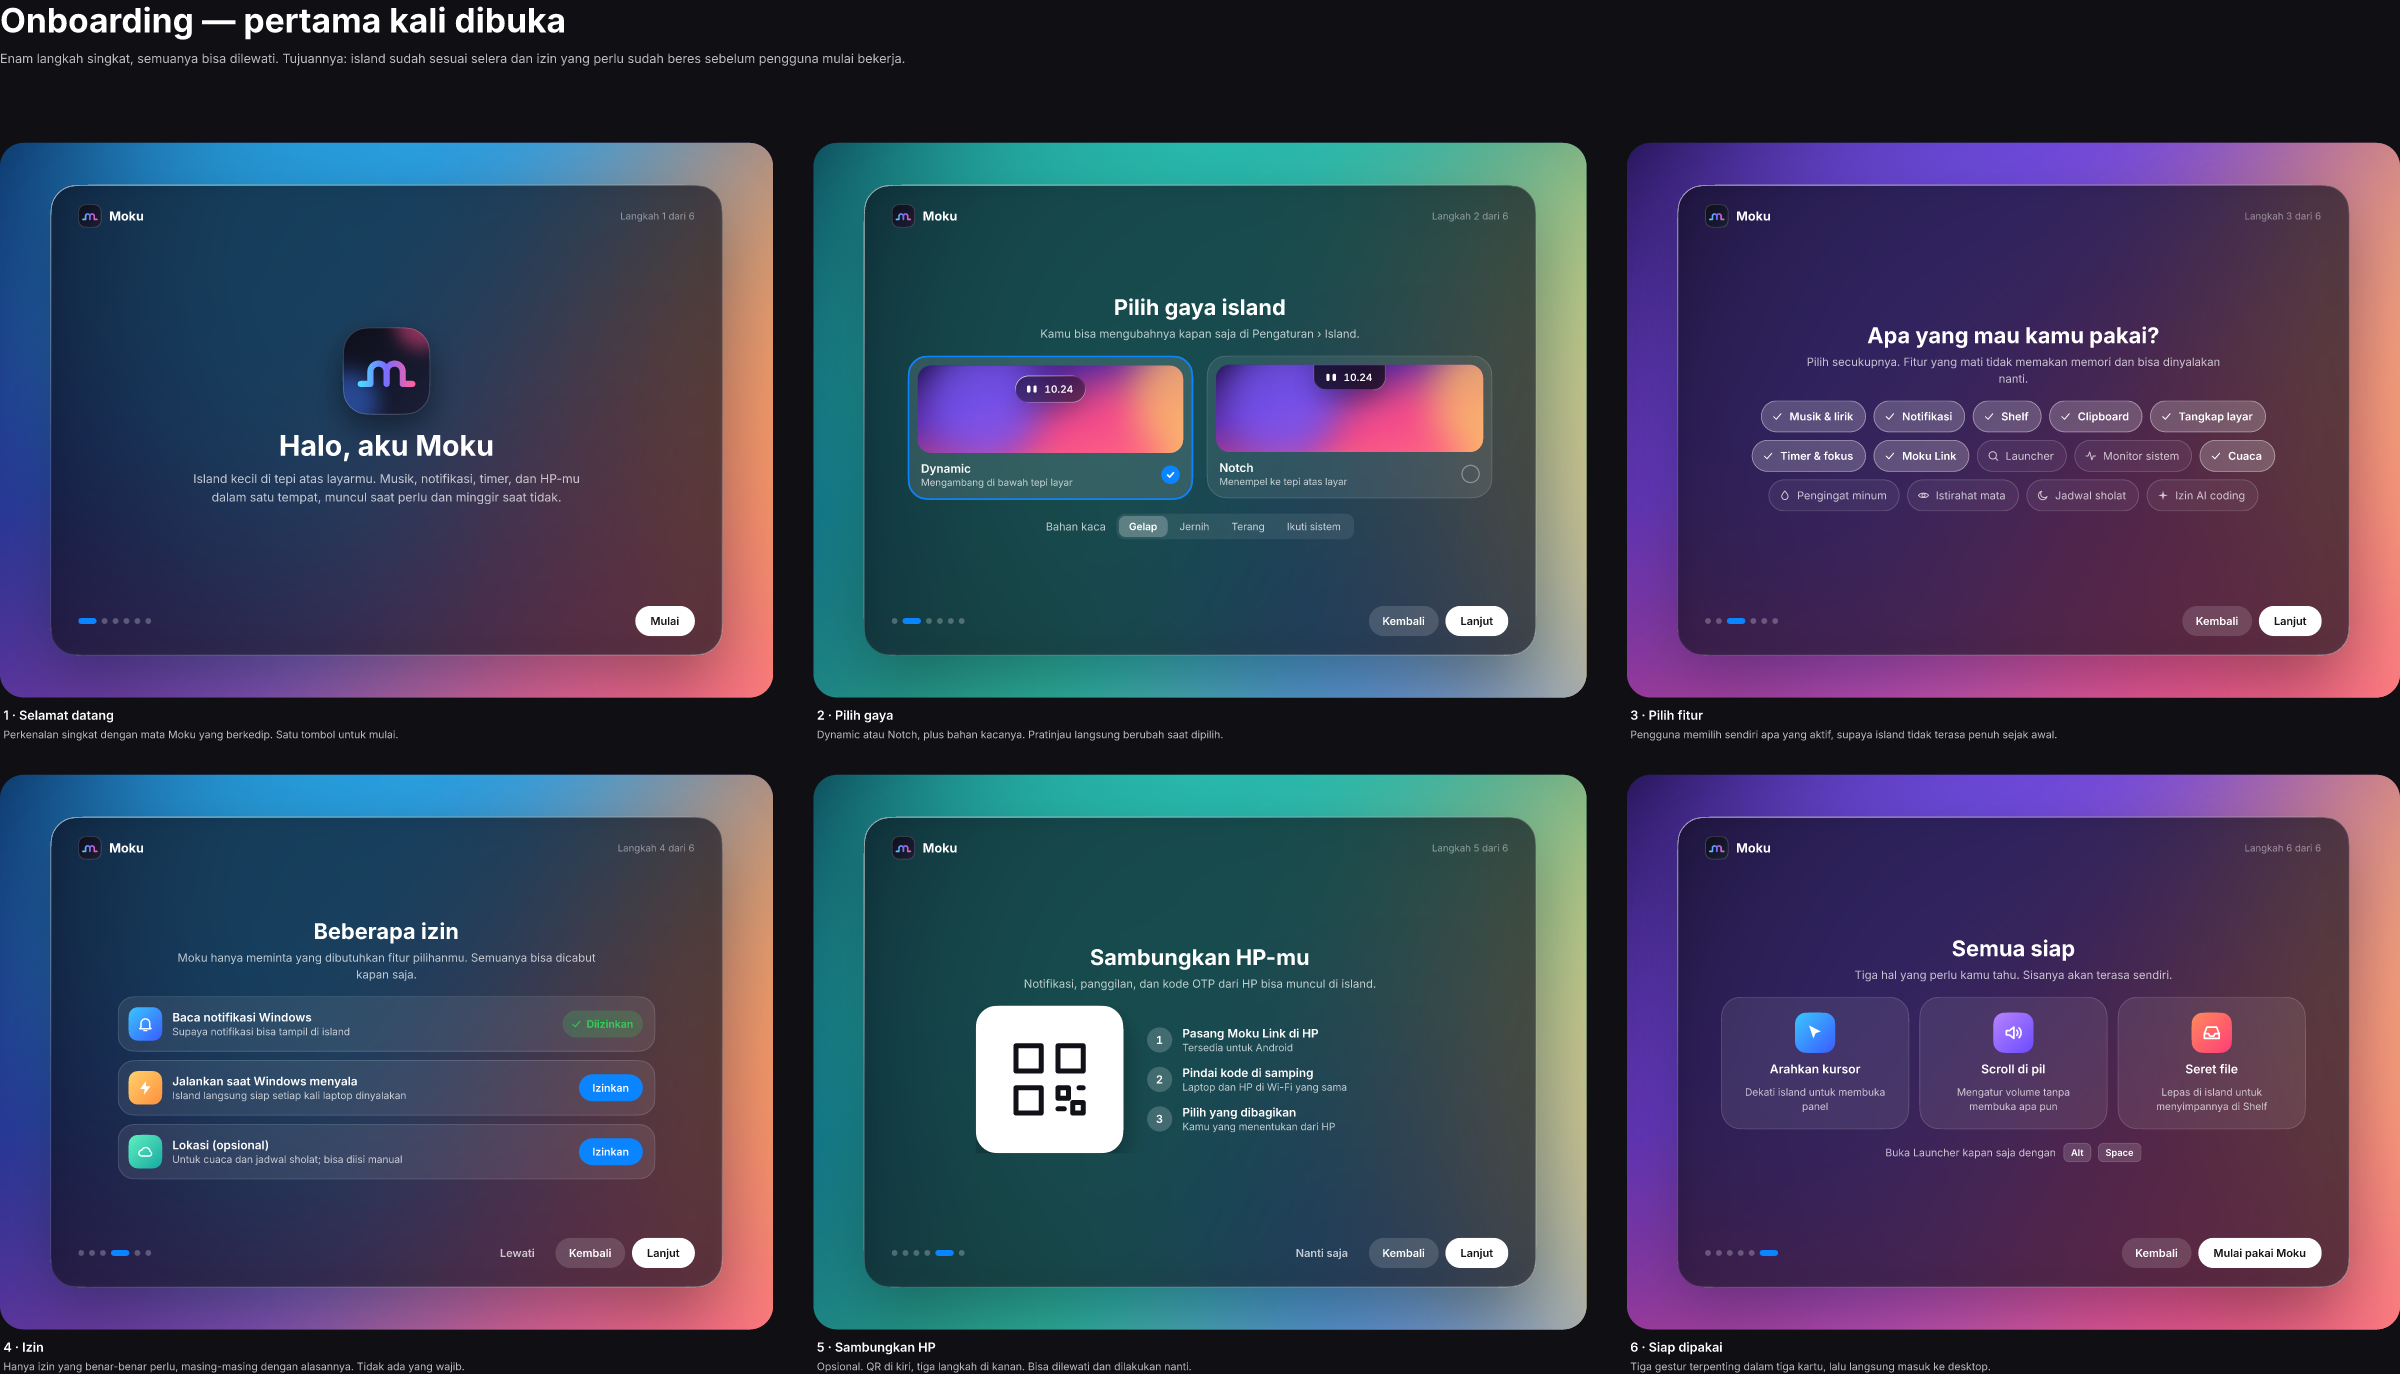 Onboarding — pertama kali dibuka
Enam langkah singkat, semuanya bisa dilewati. Tujuannya: island sudah sesuai selera dan izin yang perlu sudah beres sebelum pengguna mulai bekerja.
Moku
Langkah 1 dari 6
Halo, aku Moku
Island kecil di tepi atas layarmu. Musik, notifikasi, timer, dan HP-mu
dalam satu tempat, muncul saat perlu dan minggir saat tidak.
Mulai
1 · Selamat datang
Perkenalan singkat dengan mata Moku yang berkedip. Satu tombol untuk mulai.
Moku
Langkah 2 dari 6
Pilih gaya island
Kamu bisa mengubahnya kapan saja di Pengaturan › Island.
10.24
Dynamic
Mengambang di bawah tepi layar
10.24
Notch
Menempel ke tepi atas layar
Bahan kaca Gelap Jernih Terang Ikuti sistem
Kembali Lanjut
2 · Pilih gaya
Dynamic atau Notch, plus bahan kacanya. Pratinjau langsung berubah saat dipilih.
Moku
Langkah 3 dari 6
Apa yang mau kamu pakai?
Pilih secukupnya. Fitur yang mati tidak memakan memori dan bisa dinyalakan
nanti.
Musik & lirik Notifikasi Shelf Clipboard Tangkap layar
Timer & fokus Moku Link Launcher Monitor sistem Cuaca
Pengingat minum Istirahat mata Jadwal sholat Izin AI coding
Kembali Lanjut
3 · Pilih fitur
Pengguna memilih sendiri apa yang aktif, supaya island tidak terasa penuh sejak awal.
Moku
Langkah 4 dari 6
Beberapa izin
Moku hanya meminta yang dibutuhkan fitur pilihanmu. Semuanya bisa dicabut
kapan saja.
Baca notifikasi Windows
Supaya notifikasi bisa tampil di island
Diizinkan
Jalankan saat Windows menyala
Island langsung siap setiap kali laptop dinyalakan
Izinkan
Lokasi (opsional)
Untuk cuaca dan jadwal sholat; bisa diisi manual
Izinkan
Lewati Kembali Lanjut
4 · Izin
Hanya izin yang benar-benar perlu, masing-masing dengan alasannya. Tidak ada yang wajib.
Moku
Langkah 5 dari 6
Sambungkan HP-mu
Notifikasi, panggilan, dan kode OTP dari HP bisa muncul di island.
1 Pasang Moku Link di HP
Tersedia untuk Android
2 Pindai kode di samping
Laptop dan HP di Wi-Fi yang sama
3 Pilih yang dibagikan
Kamu yang menentukan dari HP
Nanti saja Kembali Lanjut
5 · Sambungkan HP
Opsional. QR di kiri, tiga langkah di kanan. Bisa dilewati dan dilakukan nanti.
Moku
Langkah 6 dari 6
Semua siap
Tiga hal yang perlu kamu tahu. Sisanya akan terasa sendiri.
Arahkan kursor
Dekati island untuk membuka
panel
Scroll di pil
Mengatur volume tanpa
membuka apa pun
Seret file
Lepas di island untuk
menyimpannya di Shelf
Buka Launcher kapan saja dengan Alt Space
Kembali Mulai pakai Moku
6 · Siap dipakai
Tiga gestur terpenting dalam tiga kartu, lalu langsung masuk ke desktop.